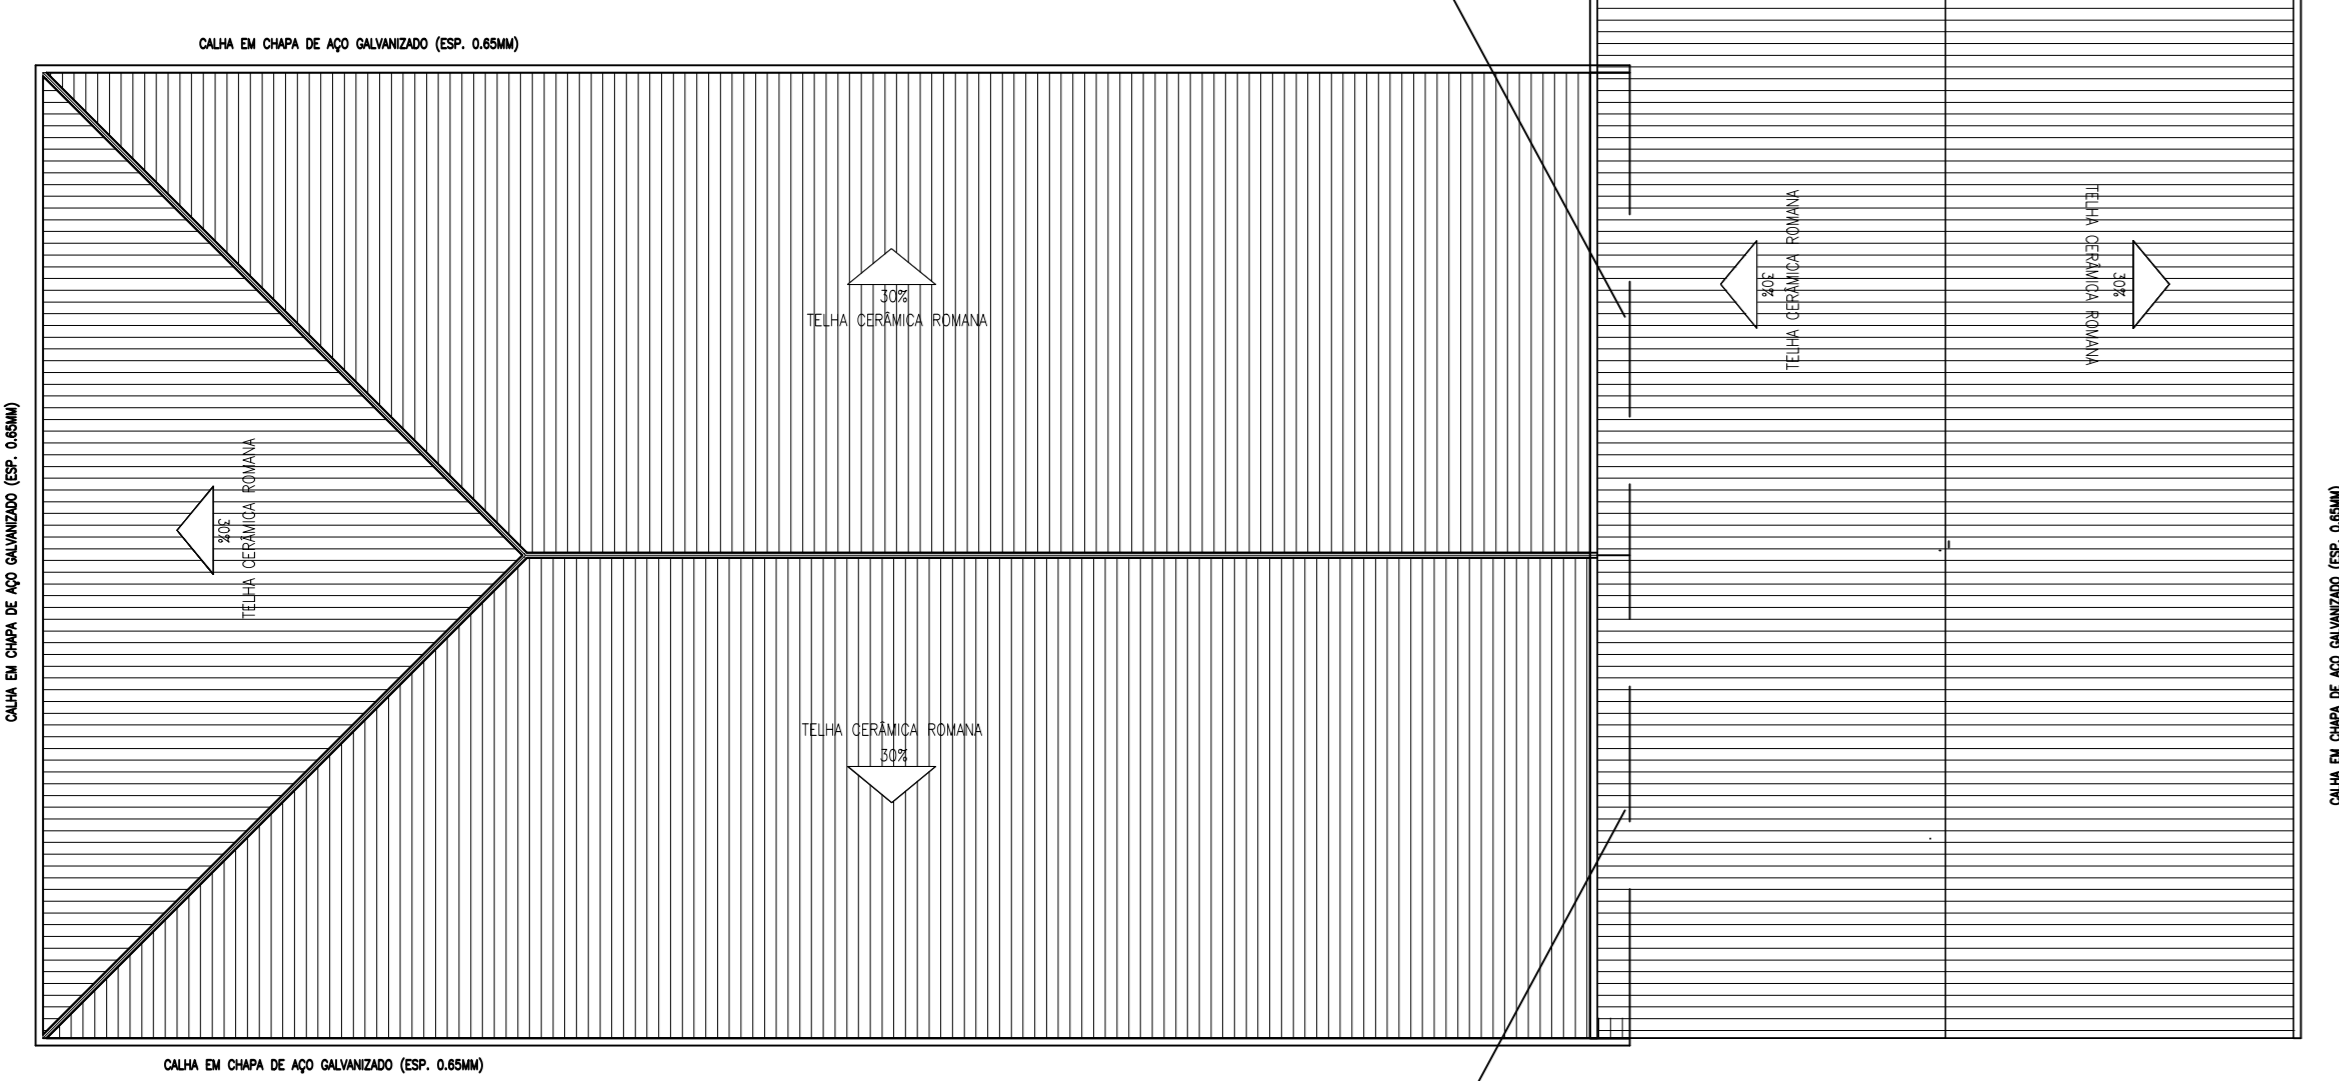 CALHA EM CHAPA DE AÇO GALVANIZADO (ESP. 0.65MM)
30%
TELHA CERÂMICA ROMANA
30%
TELHA CERÂMICA ROMANA
TELHA CERÂMICA ROMANA
30%
CALHA EM CHAPA DE AÇO GALVANIZADO (ESP. 0.65MM)
30%
TELHA CERÂMICA ROMANA
TELHA CERÂMICA ROMANA
30%
CALHA EM CHAPA DE AÇO GALVANIZADO (ESP. 0.65MM)
CALHA EM CHAPA DE AÇO GALVANIZADO (ESP. 0.65MM)